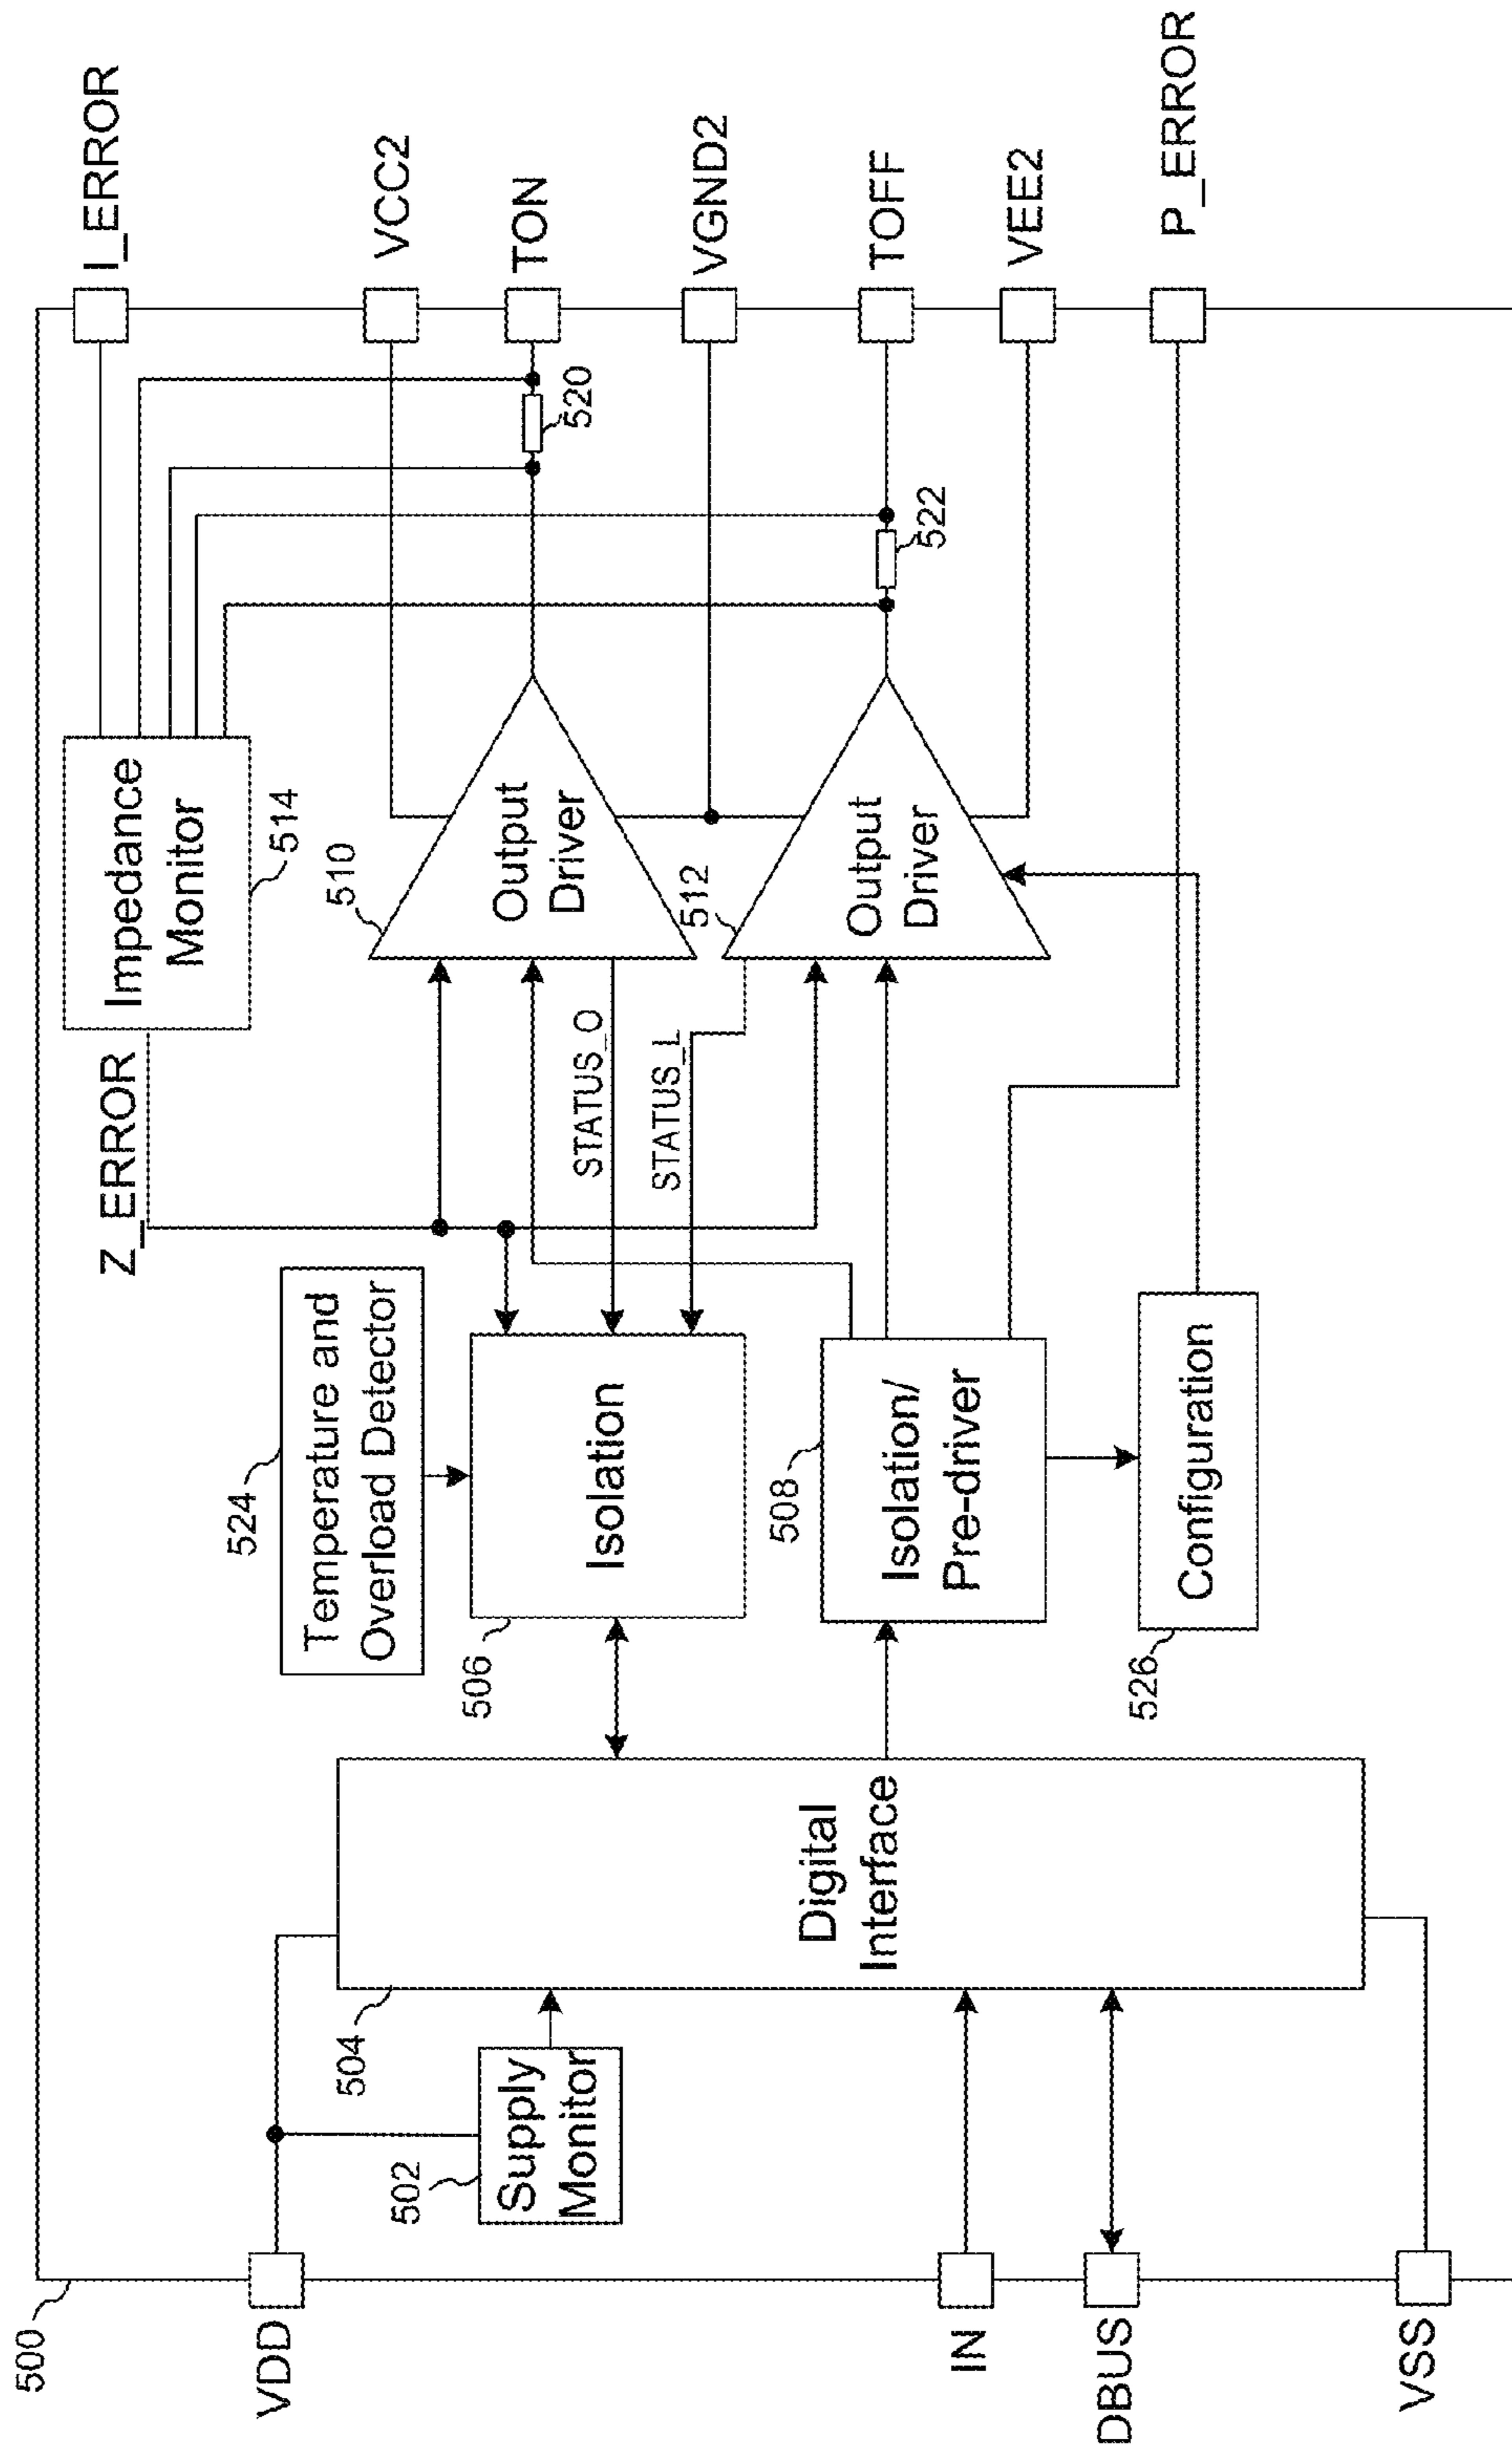 500
VDD
IN
DBUS
VSS
502
Supply
Monitor
504
Digital
Interface
524
Temperature and
Overload Detector
506
Isolation
508
Isolation/
Pre-driver
526
Configuration
Z_ERROR
STATUS_O
STATUS_L
Impedance
Monitor
514
510
Output
Driver
512
Output
Driver
520
522
I_ERROR
VCC2
TON
VGND2
TOFF
VEE2
P_ERROR